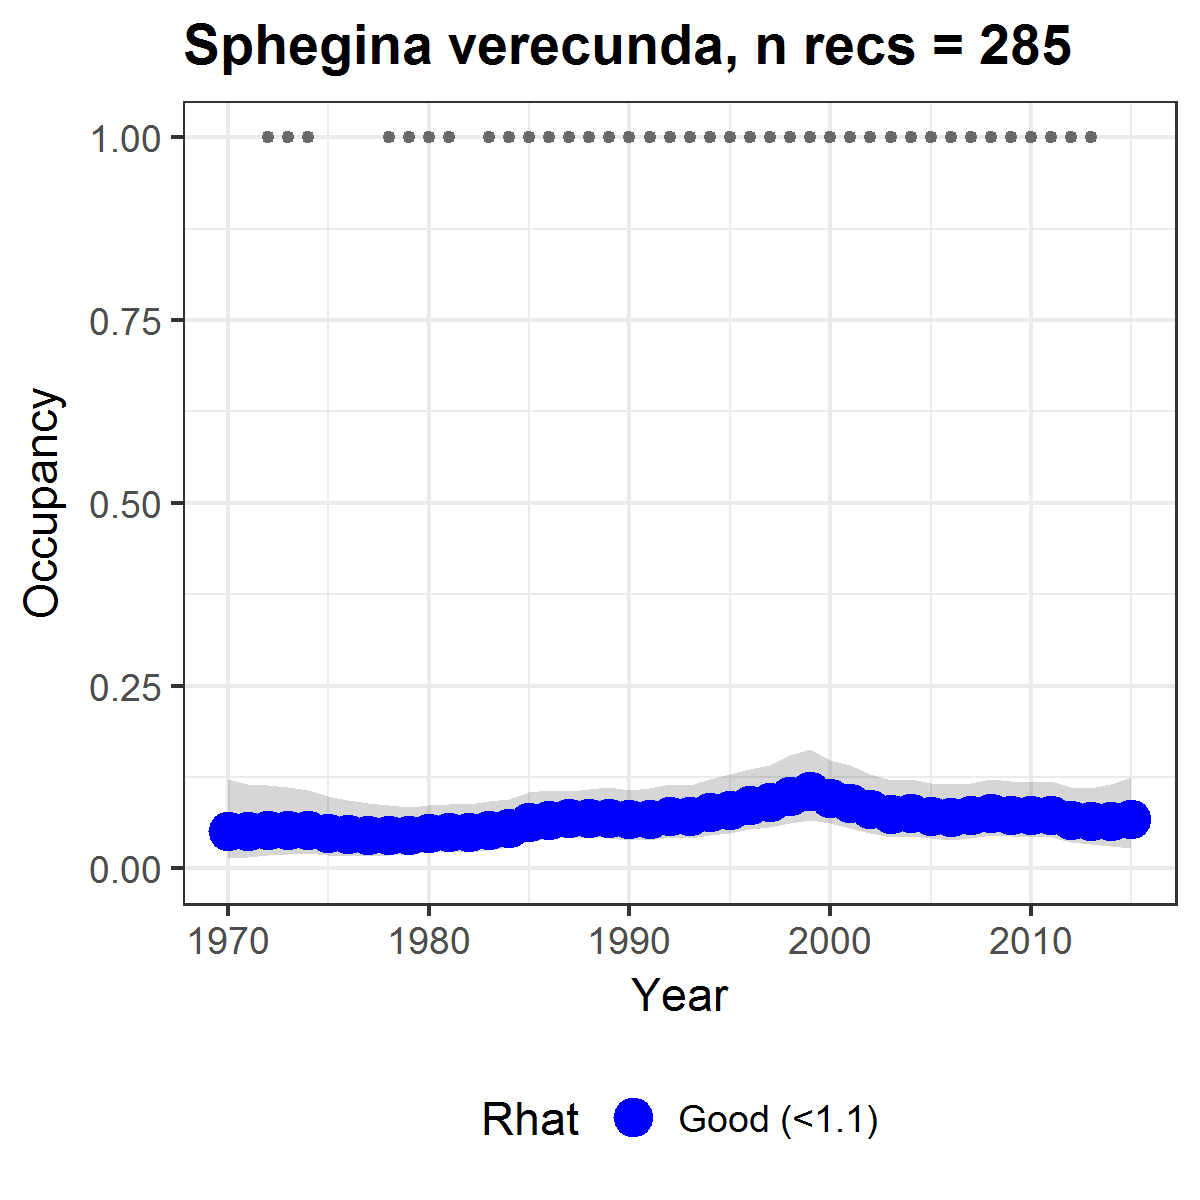 Sphegina verecunda, n recs = 285
1.00
0.75
0.50
0.25
0.00
Occupancy
1970 1980 1990 2000 2010
Year
Rhat Good (<1.1)